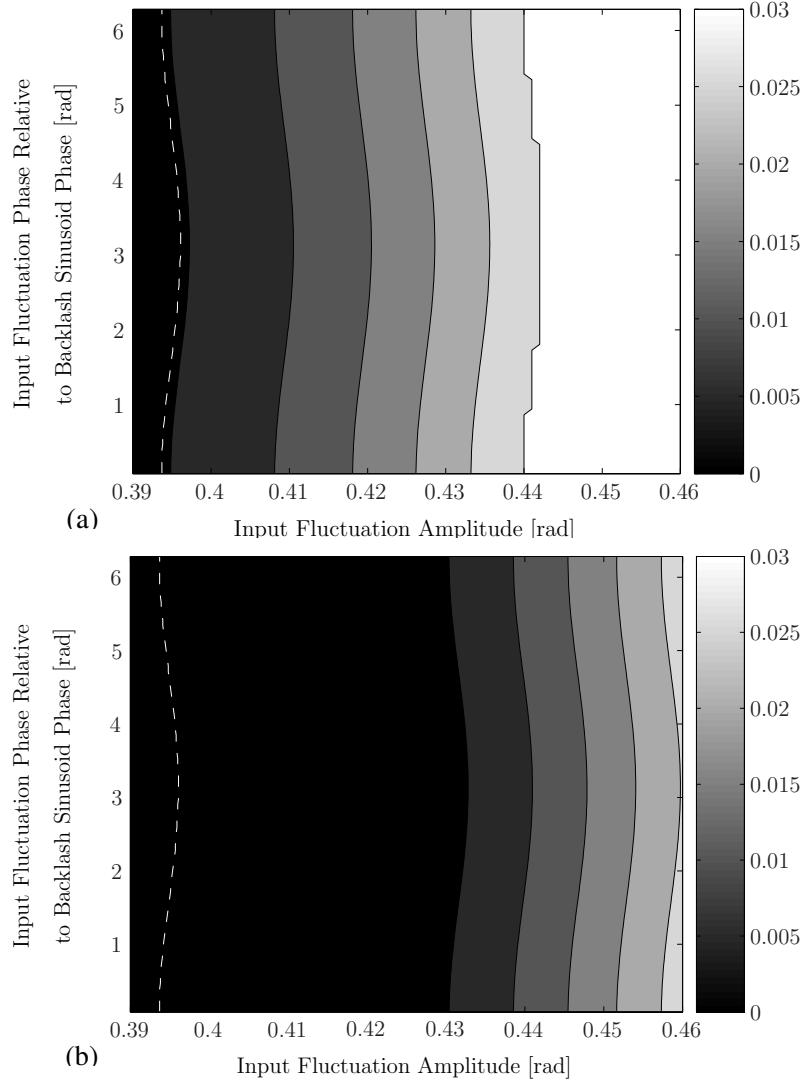 Input Fluctuation Phase Relative
to Backlash Sinusoid Phase [rad]
6
5
4
3
2
1
0.39 0.4 0.41 0.42 0.43 0.44 0.45 0.46
0.03
0.025
0.02
0.015
0.01
0.005
0
(a)
Input Fluctuation Amplitude [rad]
Input Fluctuation Phase Relative
to Backlash Sinusoid Phase [rad]
6
5
4
3
2
1
0.39 0.4 0.41 0.42 0.43 0.44 0.45 0.46
0.03
0.025
0.02
0.015
0.01
0.005
0
(b)
Input Fluctuation Amplitude [rad]